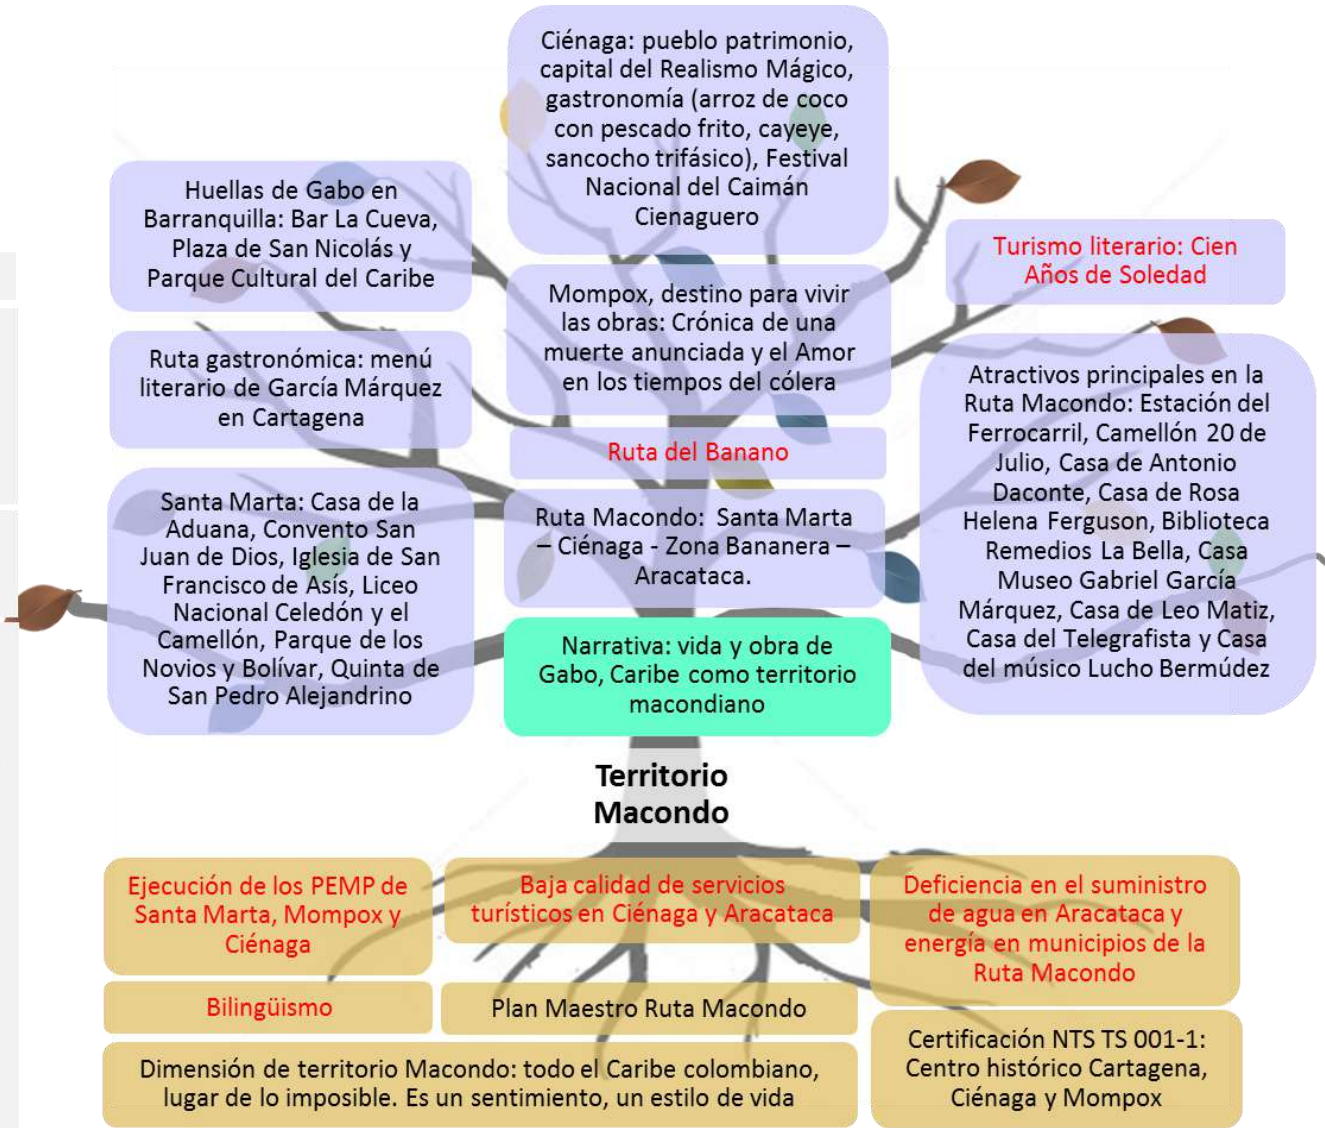 Ciénaga: pueblo patrimonio,
capital del Realismo Mágico,
gastronomía (arroz de coco
con pescado frito, cayeye,
sancocho trifásico), Festival
Nacional del Caimán
Cienaguero
Huellas de Gabo en
Barranquilla: Bar La Cueva,
Plaza de San Nicolás y
Parque Cultural del Caribe
Turismo literario: Cien
Años de Soledad
Mompox, destino para vivir
las obras: Crónica de una
muerte anunciada y el Amor
en los tiempos del cólera
Ruta gastronómica: menú
literario de García Márquez
en Cartagena
Atractivos principales en la
Ruta Macondo: Estación del
Ferrocarril, Camellón 20 de
Julio, Casa de Antonio
Daconte, Casa de Rosa
Helena Ferguson, Biblioteca
Remedios La Bella, Casa
Museo Gabriel García
Márquez, Casa de Leo Matiz,
Casa del Telegrafista y Casa
del músico Lucho Bermúdez
Ruta del Banano
Santa Marta: Casa de la
Aduana, Convento San
Juan de Dios, Iglesia de San
Francisco de Asís, Liceo
Nacional Celedón y el
Camellón, Parque de los
Novios y Bolívar, Quinta de
San Pedro Alejandrino
Ruta Macondo: Santa Marta
– Ciénaga - Zona Bananera –
Aracataca.
Narrativa: vida y obra de
Gabo, Caribe como territorio
macondiano
Territorio
Macondo
Ejecución de los PEMP de
Santa Marta, Mompox y
Ciénaga
Baja calidad de servicios
turísticos en Ciénaga y Aracataca
Deficiencia en el suministro
de agua en Aracataca y
energía en municipios de la
Ruta Macondo
Bilingüismo
Plan Maestro Ruta Macondo
Dimensión de territorio Macondo: todo el Caribe colombiano,
lugar de lo imposible. Es un sentimiento, un estilo de vida
Certificación NTS TS 001-1:
Centro histórico Cartagena,
Ciénaga y Mompox